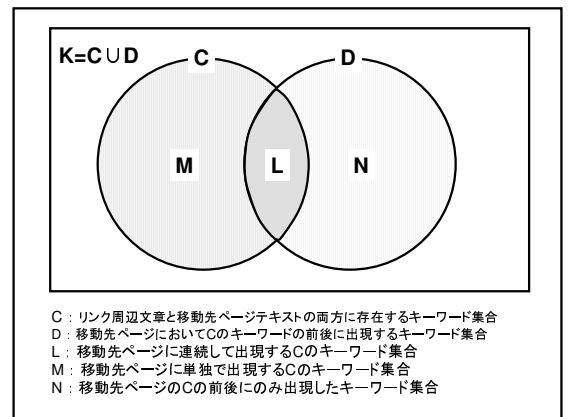 K=C∪D
C
D
M
L
N
C：リンク周辺文章と移動先ページテキストの両方に存在するキーワード集合
D：移動先ページにおいてCのキーワードの前後に出現するキーワード集合
L：移動先ページに連続して出現するCのキーワード集合
M：移動先ページに単独で出現するCのキーワード集合
N：移動先ページのCの前後にのみ出現したキーワード集合